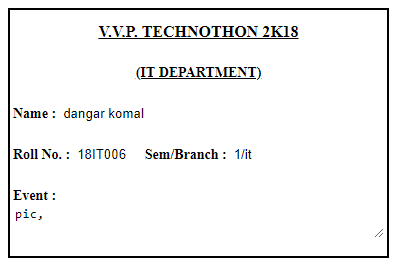 V.V.P. TECHNOTHON 2K18
(IT DEPARTMENT)
Name : dangar komal
Roll No. : 18IT006 Sem/Branch : 1/it
Event :
pic,